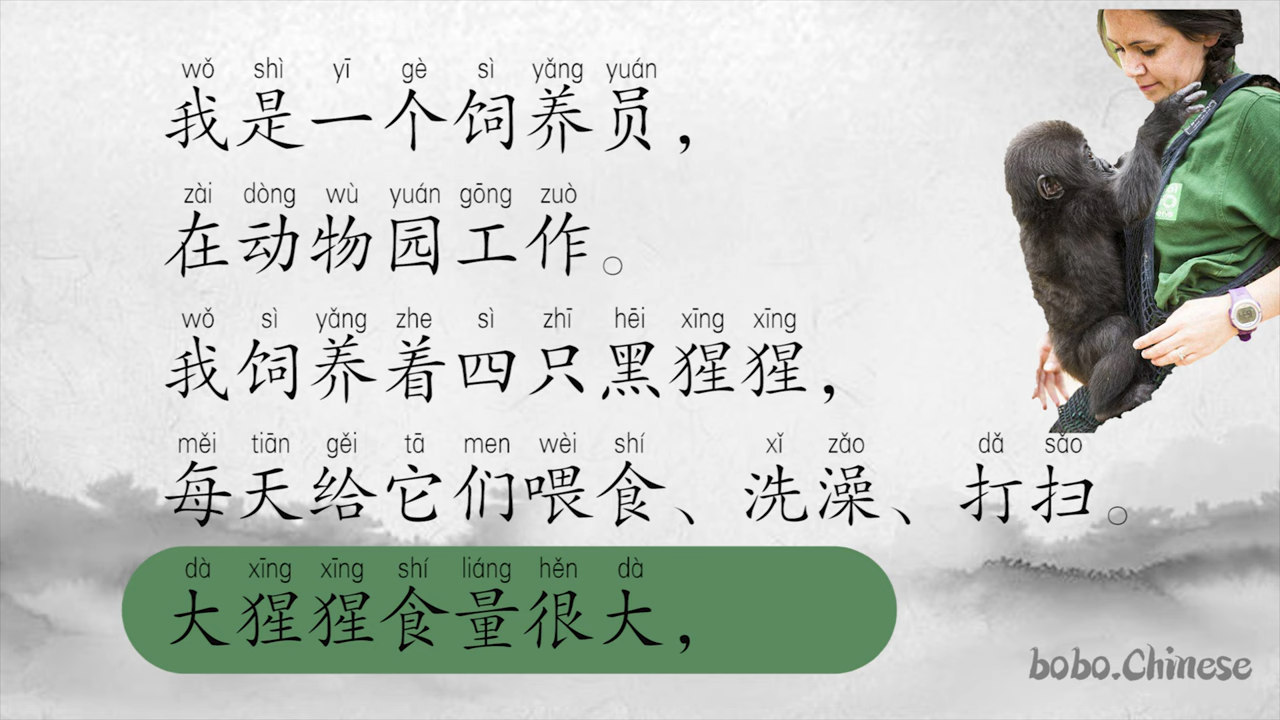 wǒ shì yī gè sì yǎng yuán
我是一个饲养员，
zài dòng wù yuán gōng zuò
在动物园工作。
wǒ sì yǎng zhe sì zhī hēi xīng xīng
我饲养着四只黑猩猩，
měi tiān gěi tā men wèi shí xǐ zǎo dǎ sǎo
每天给它们喂食、洗澡、打扫。
dà xīng xīng shí liáng hěn dà
大猩猩食量很大，
bobo.Chinese